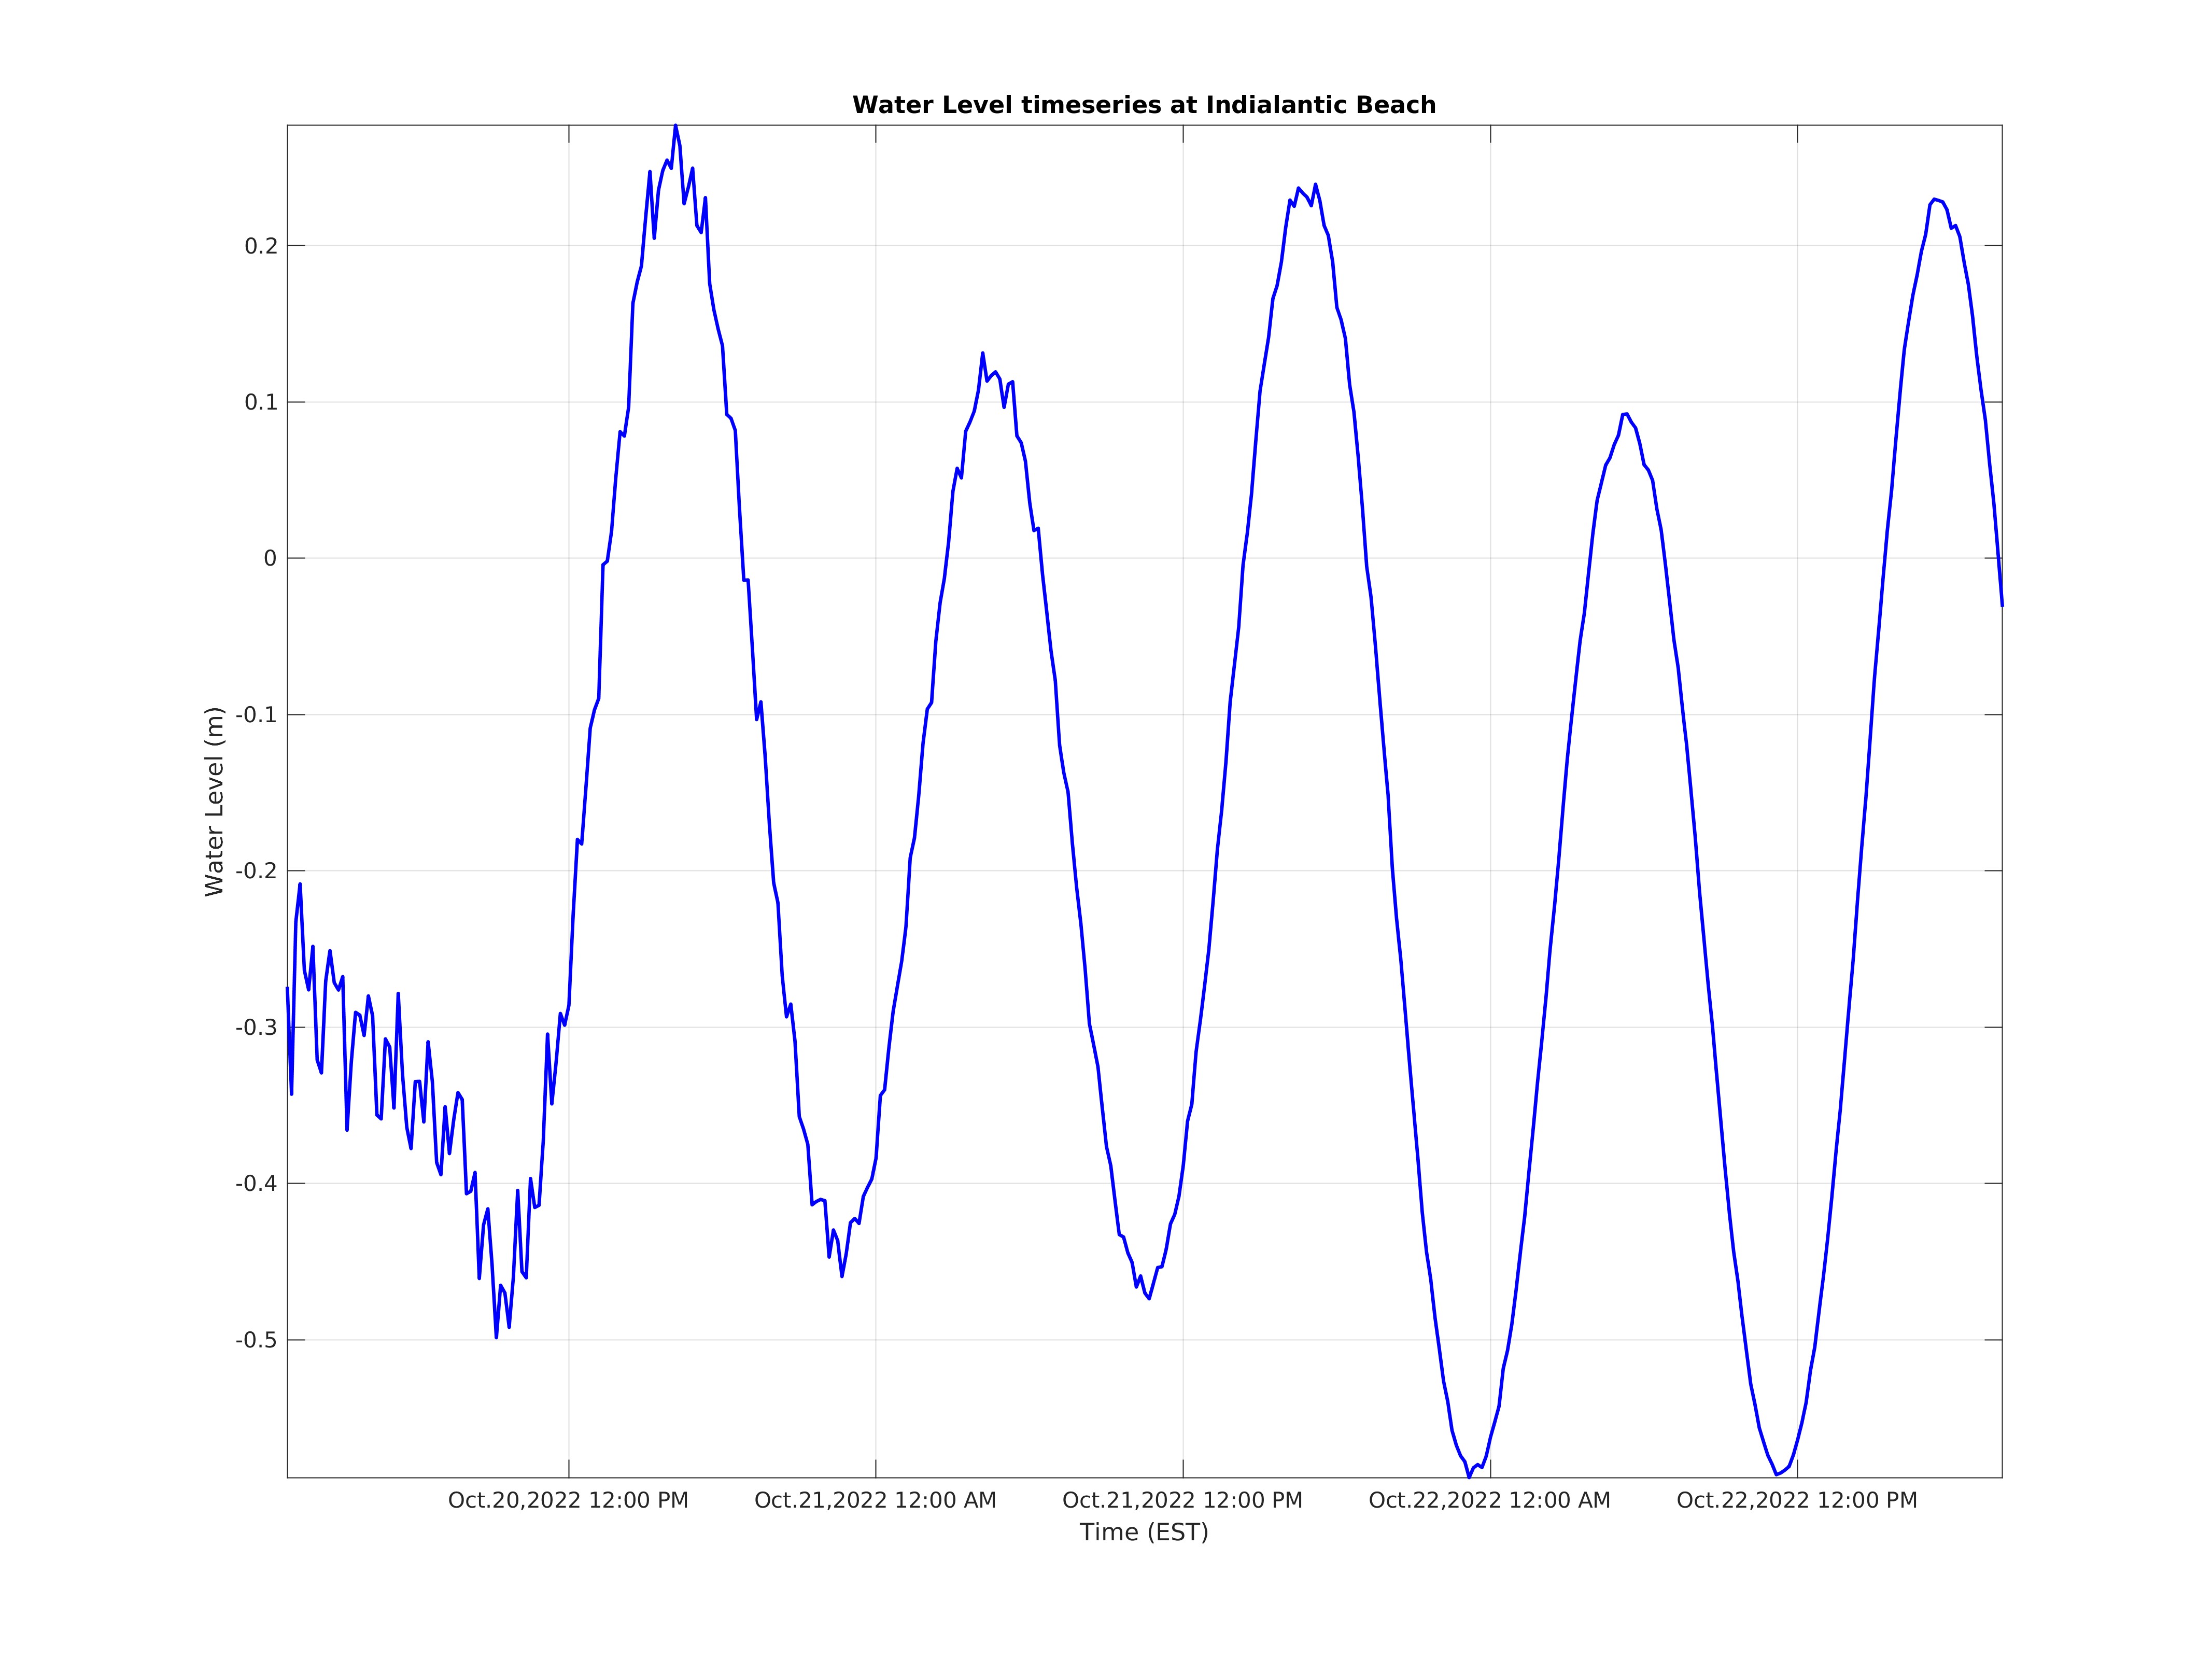 Water Level timeseries at Indialantic Beach
0.2
0.1
0
-0.1
-0.2
-0.3
-0.4
-0.5
Water Level (m)
Oct.20,2022 12:00 PM
Oct.21,2022 12:00 AM
Oct.21,2022 12:00 PM
Oct.22,2022 12:00 AM
Oct.22,2022 12:00 PM
Time (EST)